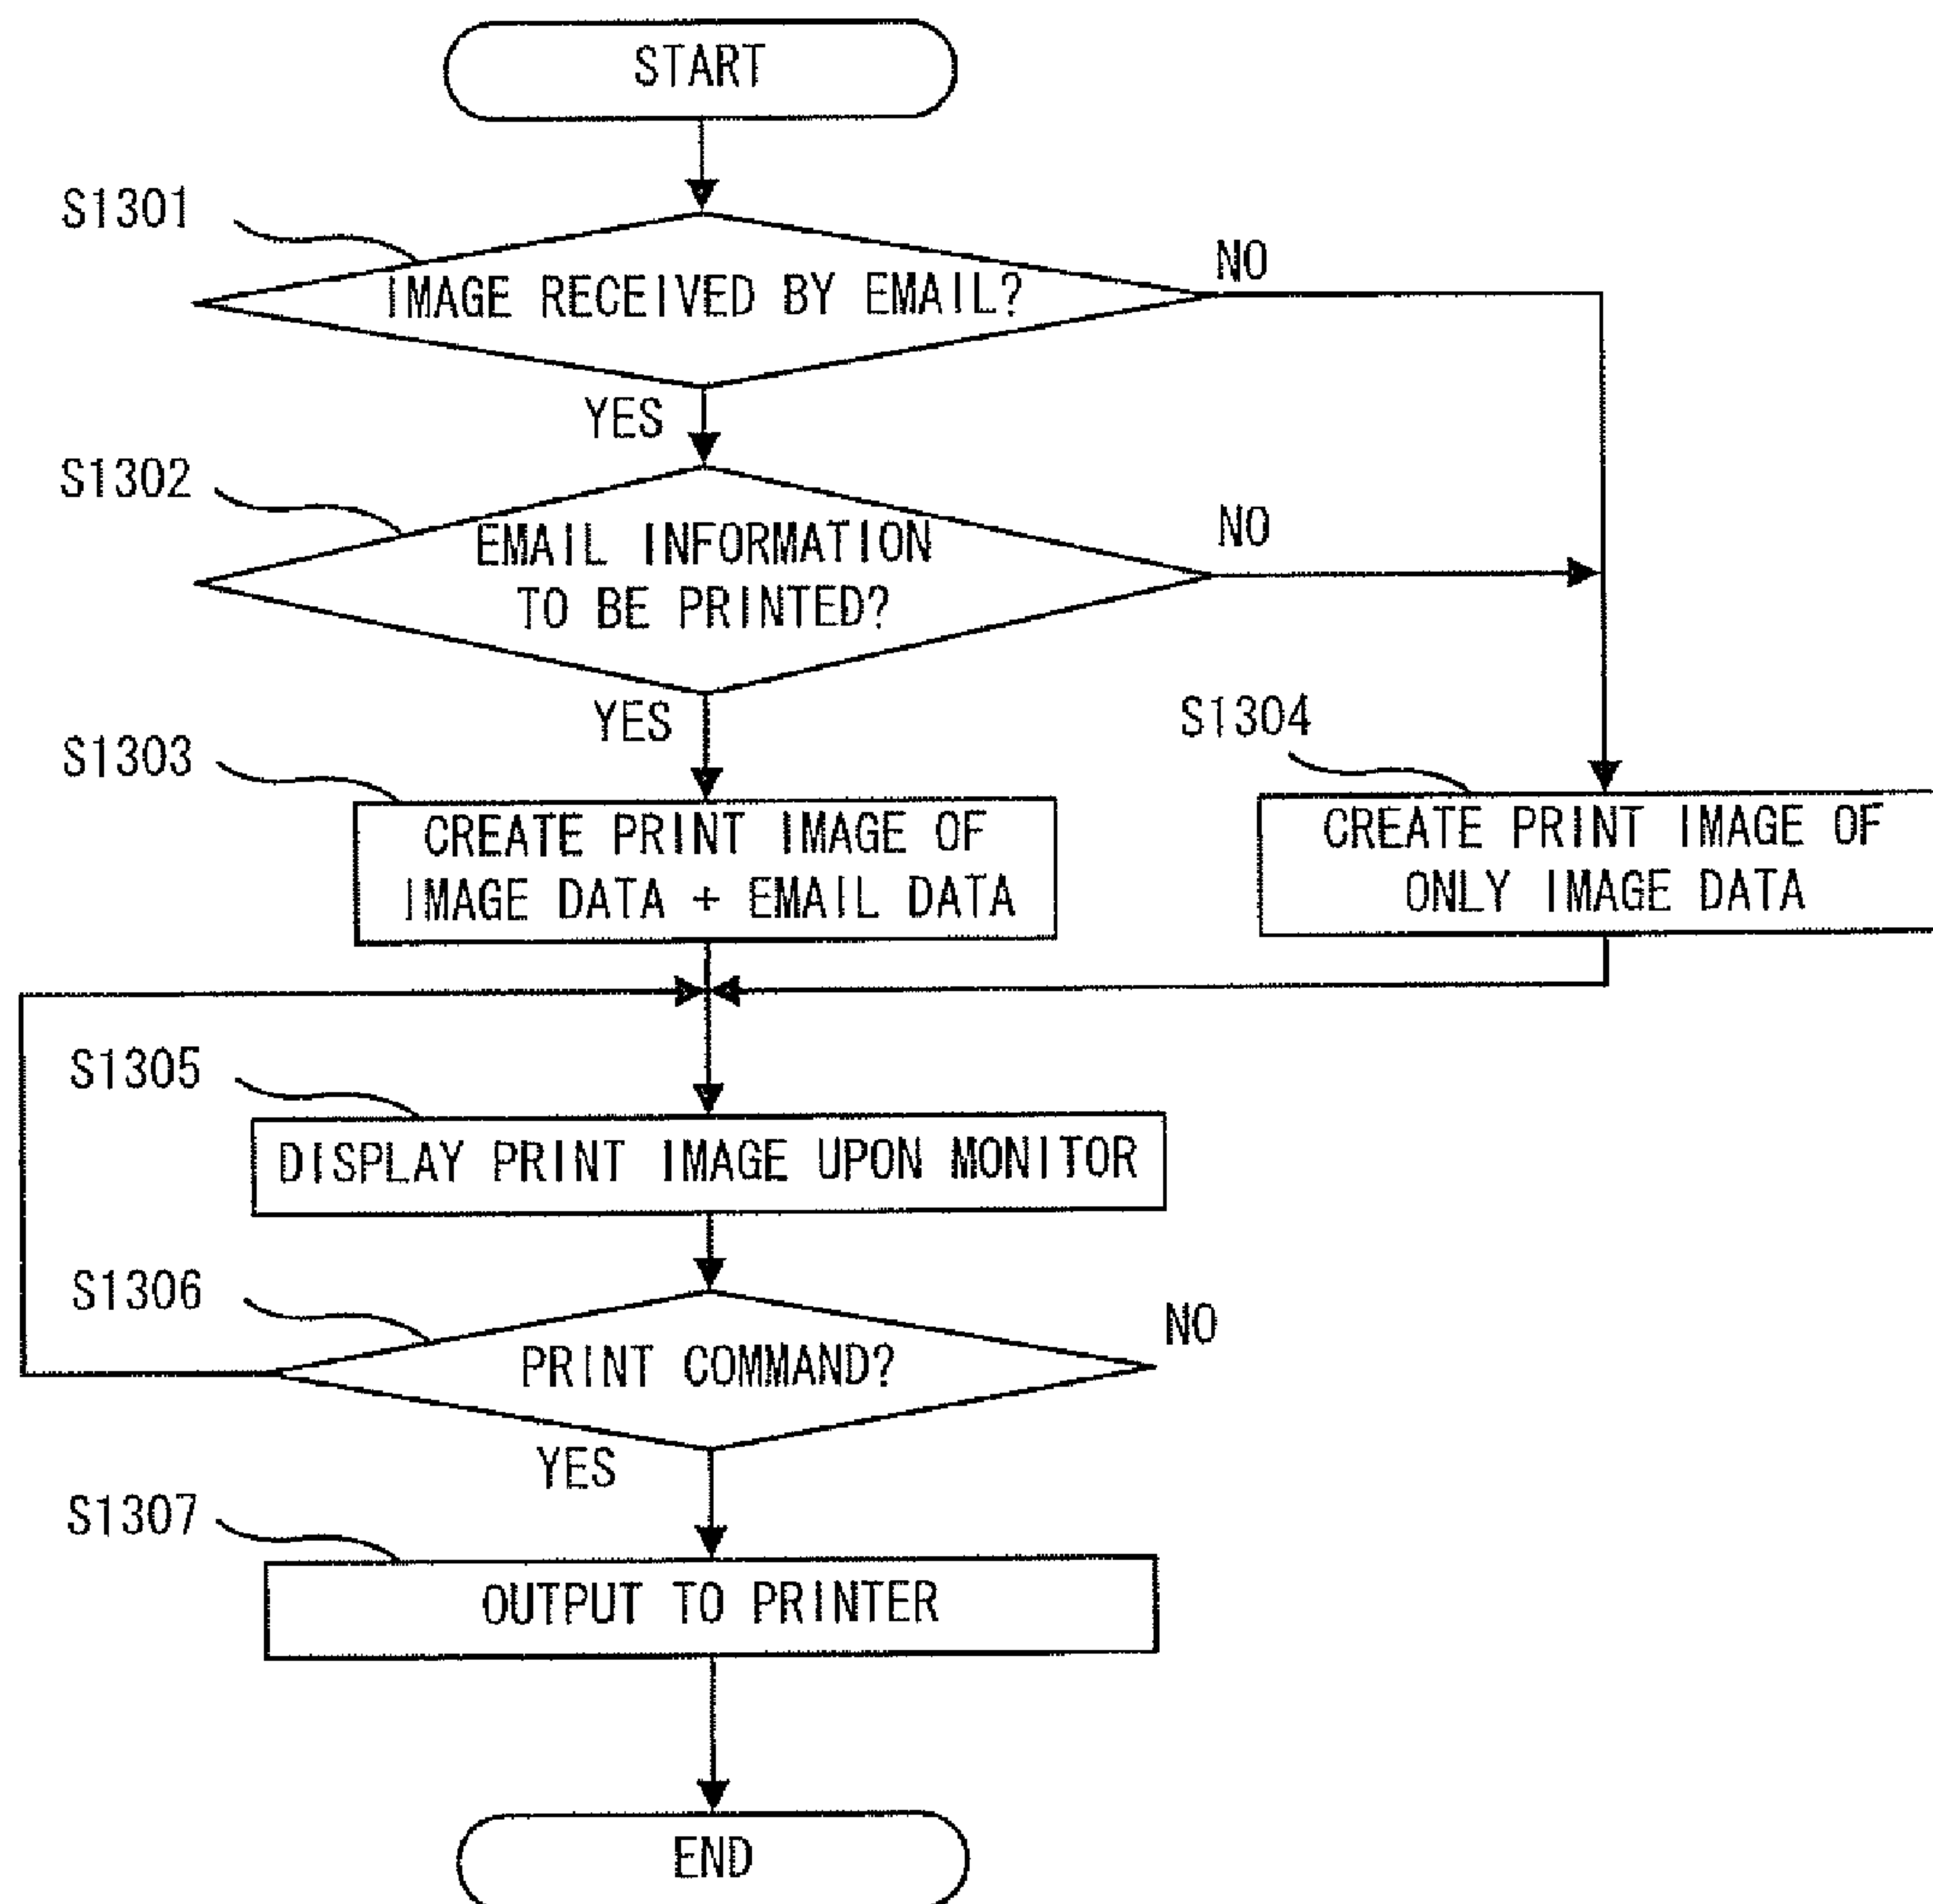 START
S1301
IMAGE RECEIVED BY EMAIL?
NO
YES
S1302
EMAIL INFORMATION
TO BE PRINTED?
NO
YES
S1303
CREATE PRINT IMAGE OF
IMAGE DATA + EMAIL DATA
S1304
CREATE PRINT IMAGE OF
ONLY IMAGE DATA
S1305
DISPLAY PRINT IMAGE UPON MONITOR
S1306
PRINT COMMAND?
NO
YES
S1307
OUTPUT TO PRINTER
END